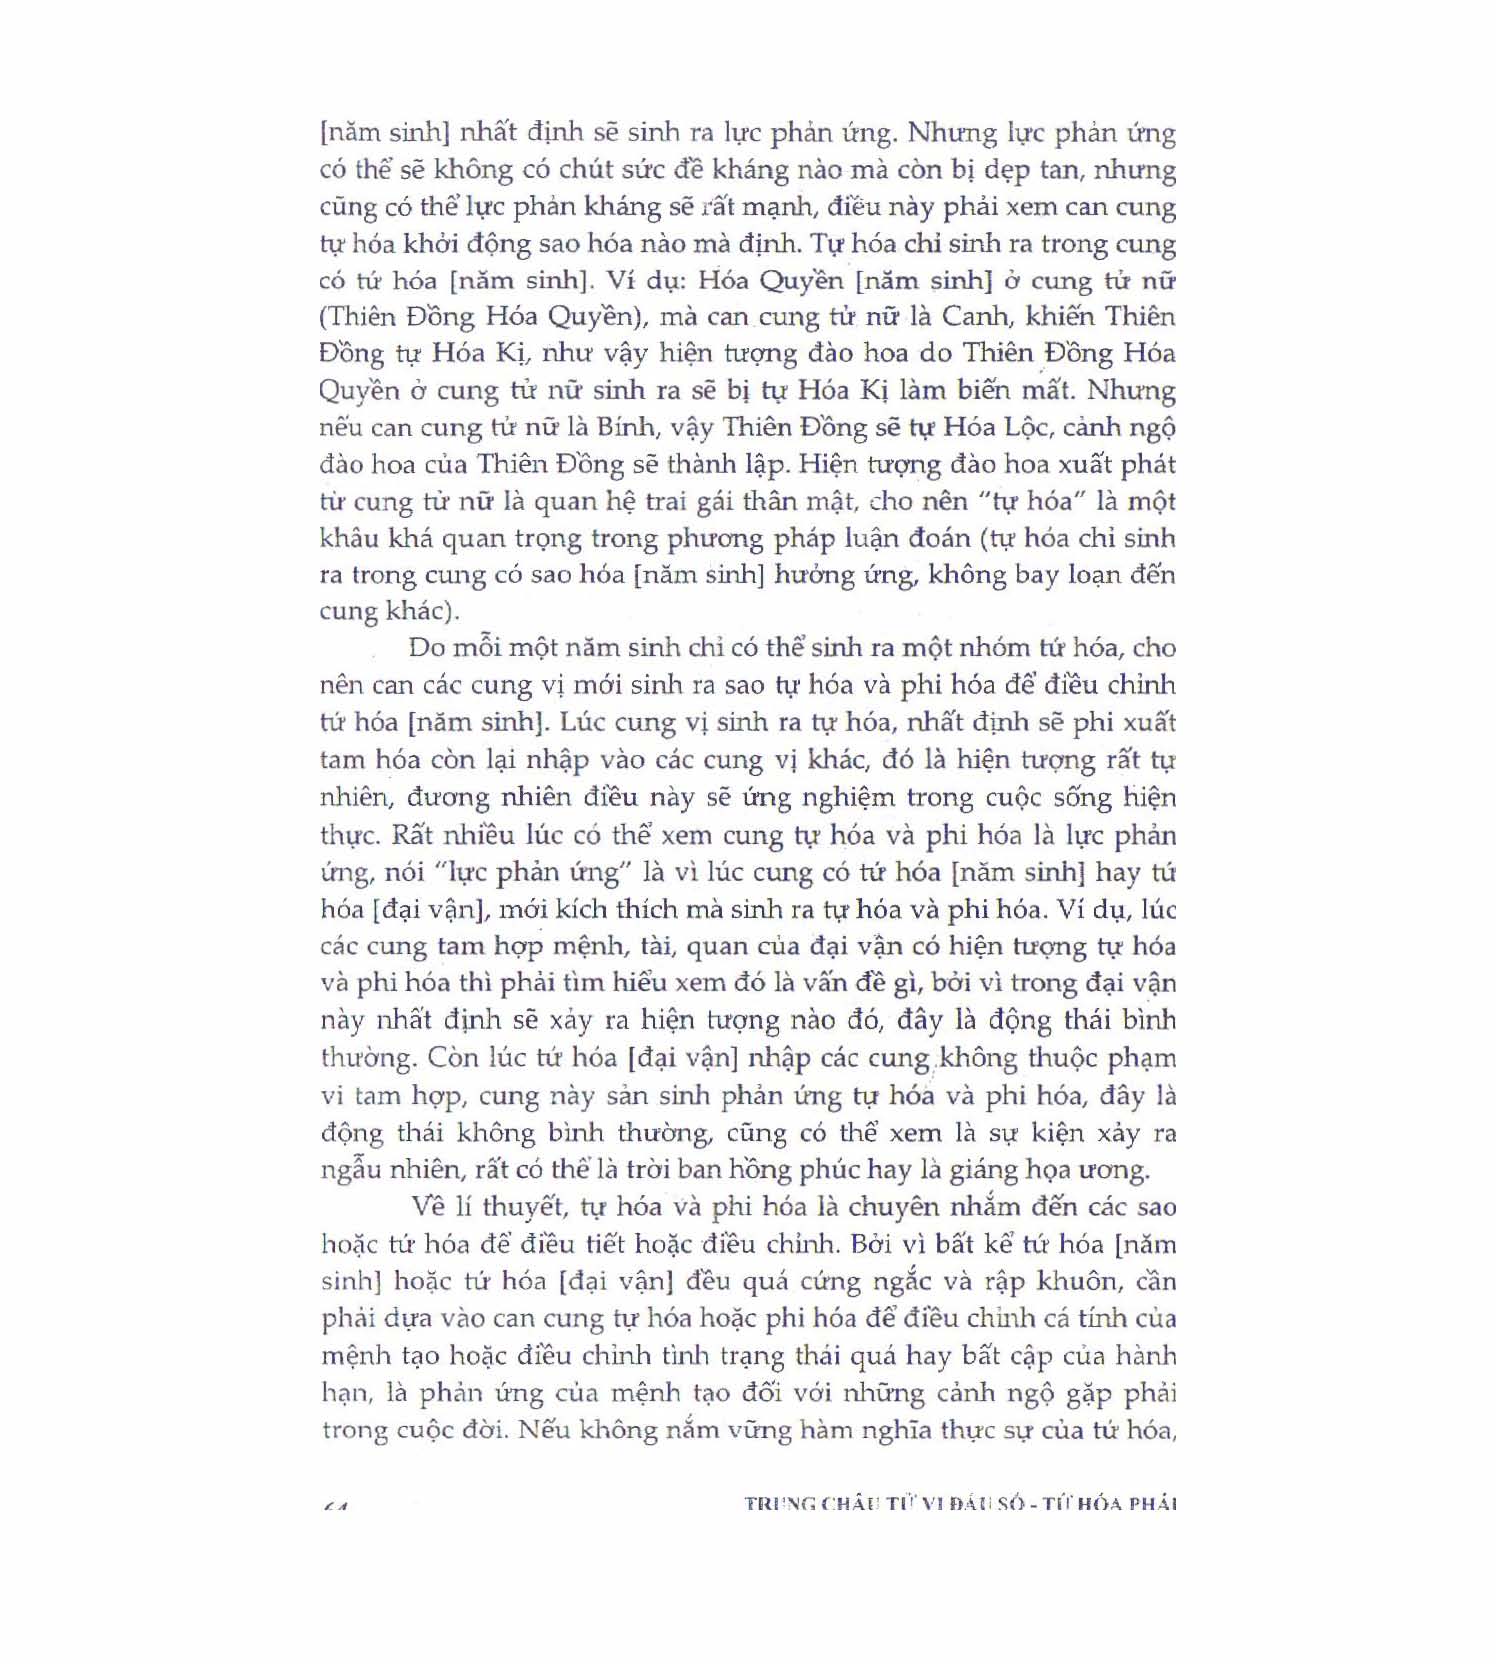 [năm sinh] nhất định sẽ sinh ra lực phản ứng. Nhưng lực phản ứng
có thể sẽ không có chút sức đề kháng nào mà còn bị dẹp tan, nhưng
cũng có thể lực phản kháng sẽ rất mạnh, điều này phải xem can cung
tự hóa khởi động sao hóa nào mà định. Tự hóa chỉ sinh ra trong cung
có tứ hóa [năm sinh]. Ví dụ: Hóa Quyền [năm sinh] ở cung tử nữ
(Thiên Đồng Hóa Quyền), mà can cung tử nữ là Canh, khiến Thiên
Đồng tự Hóa Kị, như vậy hiện tượng đào hoa do Thiên Đồng Hóa
Quyền ở cung tử nữ sinh ra sẽ bị tự Hóa Kị làm biến mất. Nhưng
nếu can cung tử nữ là Bính, vậy Thiên Đồng sẽ tự Hóa Lộc, cảnh ngộ
đào hoa của Thiên Đồng sẽ thành lập. Hiện tượng đào hoa xuất phát
từ cung tử nữ là quan hệ trai gái thân mật, cho nên "tự hóa" là một
khâu khá quan trọng trong phương pháp luận đoán (tự hóa chỉ sinh
ra trong cung có sao hóa [năm sinh] hưởng ứng, không bay loạn đến
cung khác).
Do mỗi một năm sinh chỉ có thể sinh ra một nhóm tứ hóa, cho
nên can các cung vị mới sinh ra sao tự hóa và phi hóa để điều chỉnh
tứ hóa [năm sinh]. Lúc cung vị sinh ra tự hóa, nhất định sẽ phi xuất
tam hóa còn lại nhập vào các cung vị khác, đó là hiện tượng rất tự
nhiên, đương nhiên điều này sẽ ứng nghiệm trong cuộc sống hiện
thực. Rất nhiều lúc có thể xem cung tự hóa và phi hóa là lực phản
ứng, nói "lực phản ứng" là vì lúc cung có tứ hóa [năm sinh] hay tứ
hóa [đại vận], mới kích thích mà sinh ra tự hóa và phi hóa. Ví dụ, lúc
các cung tam hợp mệnh, tài, quan của đại vận có hiện tượng tự hóa
và phi hóa thì phải tìm hiểu xem đó là vấn đề gì, bởi vì trong đại vận
này nhất định sẽ xảy ra hiện tượng nào đó, đây là động thái bình
thường. Còn lúc tứ hóa [đại vận] nhập các cung không thuộc phạm
vi tam hợp, cung này sản sinh phản ứng tự hóa và phi hóa, đây là
động thái không bình thường, cũng có thể xem là sự kiện xảy ra
ngẫu nhiên, rất có thể là trời ban hồng phúc hay là giáng họa ương.
Về lí thuyết, tự hóa và phi hóa là chuyên nhắm đến các sao
hoặc tứ hóa để điều tiết hoặc điều chỉnh. Bởi vì bất kể tứ hóa [năm
sinh] hoặc tứ hóa [đại vận] đều quá cứng ngắc và rập khuôn, cần
phải dựa vào can cung tự hóa hoặc phi hóa để điều chỉnh cá tính của
mệnh tạo hoặc điều chỉnh tình trạng thái quá hay bất cập của hành
hạn, là phản ứng của mệnh tạo đối với những cảnh ngộ gặp phải
trong cuộc đời. Nếu không nắm vững hàm nghĩa thực sự của tứ hóa,
TRUNG CHÂU TỬ VI ĐẨU SỐ - TỨ HÓA PHÁI